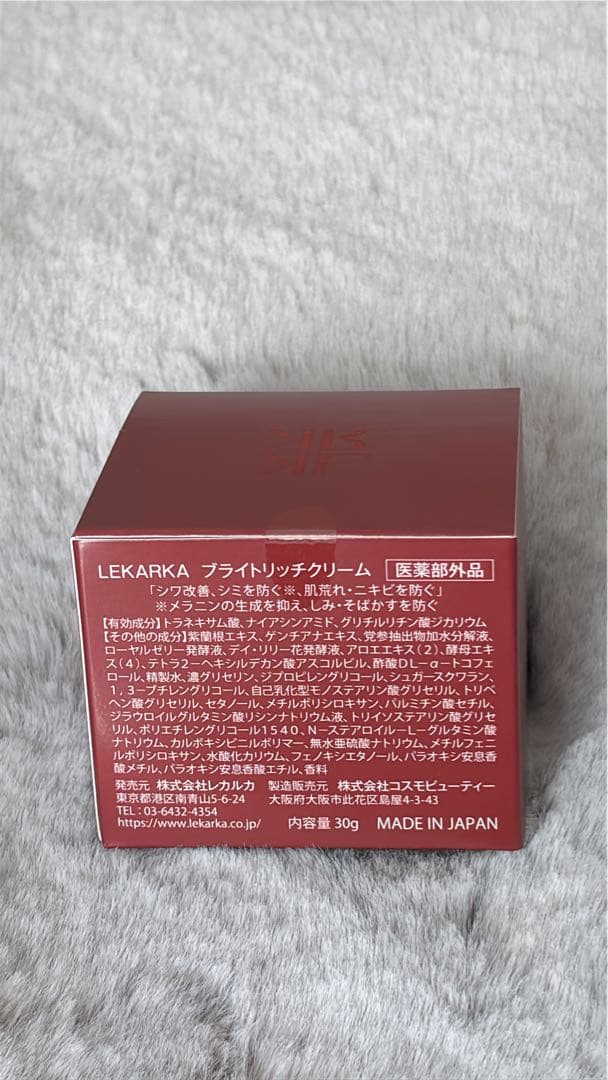 LEKARKA ブライトリッチクリーム 医薬部外品
「シワ改善、シミを防ぐ※、肌荒れ・ニキビを防ぐ」
※メラニンの生成を抑え、しみ・そばかすを防ぐ
【有効成分】トラネキサム酸、ナイアシンアミド、グリチルリチン酸ジカリウム
【その他の成分】紫蘭根エキス、ゲンチアナエキス、党参抽出物加水分解液、
ローヤルゼリー発酵液、デイ・リリー花発酵液、アロエエキス（2）、酵母エキ
ス（4）、テトラ2－ヘキシルデカン酸アスコルビル、酢酸DL－α－トコフェ
ロール、精製水、濃グリセリン、ジプロピレングリコール、シュガースクワラン、
1，3－ブチレングリコール、自己乳化型モノステアリン酸グリセリル、トリベ
ヘン酸グリセリル、セタノール、メチルポリシロキサン、パルミチン酸セチル、
ジラウロイルグルタミン酸リシンナトリウム液、トリイソステアリン酸グリセ
リル、ポリエチレングリコール1540、N－ステアロイル－L－グルタミン酸
ナトリウム、カルボキシビニルポリマー、無水亜硫酸ナトリウム、メチルフェニ
ルポリシロキサン、水酸化カリウム、フェノキシエタノール、パラオキシ安息香
酸メチル、パラオキシ安息香酸エチル、香料
発売元 株式会社レカルカ 製造販売元 株式会社コスモビューティー
東京都港区南青山5-6-24 大阪府大阪市此花区島屋4-3-43
TEL：03-6432-4354
https://www.lekarka.co.jp/ 内容量 30g MADE IN JAPAN